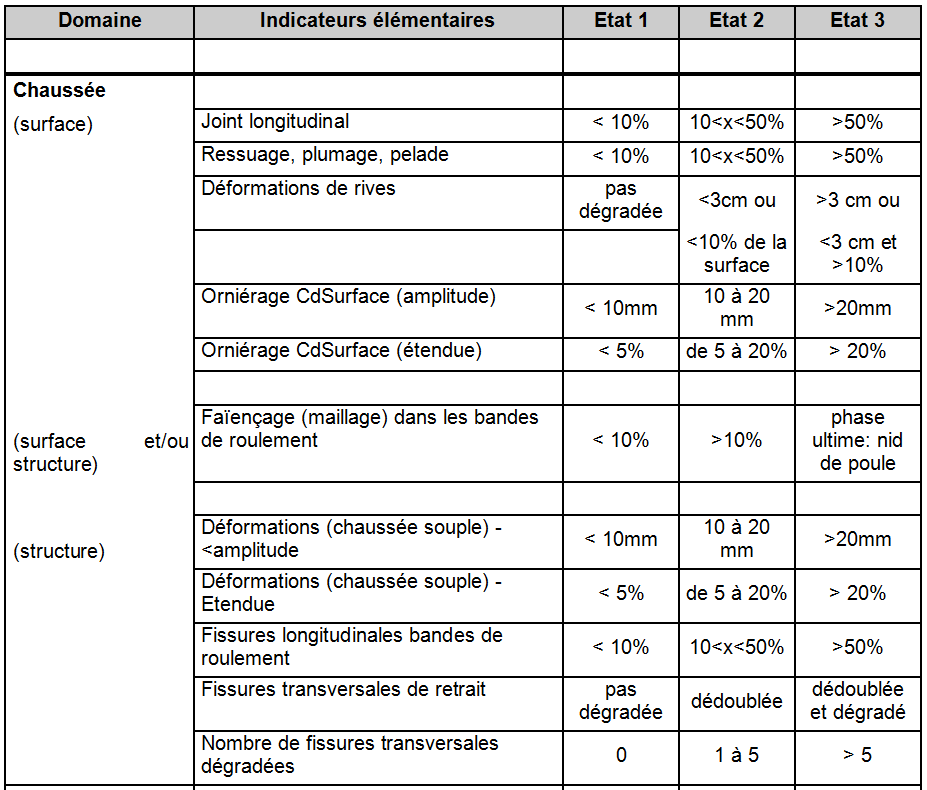 Domaine Indicateurs élémentaires Etat 1 Etat 2 Etat 3
Chaussée
(surface)
Joint longitudinal < 10% 10<x<50% >50%
Ressuage, plumage, pelade < 10% 10<x<50% >50%
Déformations de rives
pas
dégradée
<3cm ou
<10% de la
surface
>3 cm ou
<3 cm et
>10%
Orniérage CdSurface (amplitude)
< 10mm
10 à 20
mm
>20mm
Orniérage CdSurface (étendue) < 5% de 5 à 20% > 20%
(surface et/ou
structure)
Faïençage (maillage) dans les bandes
de roulement
< 10%
>10%
phase
ultime: nid
de poule
(structure)
Déformations (chaussée souple) -
<amplitude
< 10mm
10 à 20
mm
>20mm
Déformations (chaussée souple) -
Etendue
< 5%
de 5 à 20%
> 20%
Fissures longitudinales bandes de
roulement
< 10%
10<x<50%
>50%
Fissures transversales de retrait
pas
dégradée
dédoublée
dédoublée
et dégradé
Nombre de fissures transversales
dégradées
0
1 à 5
> 5